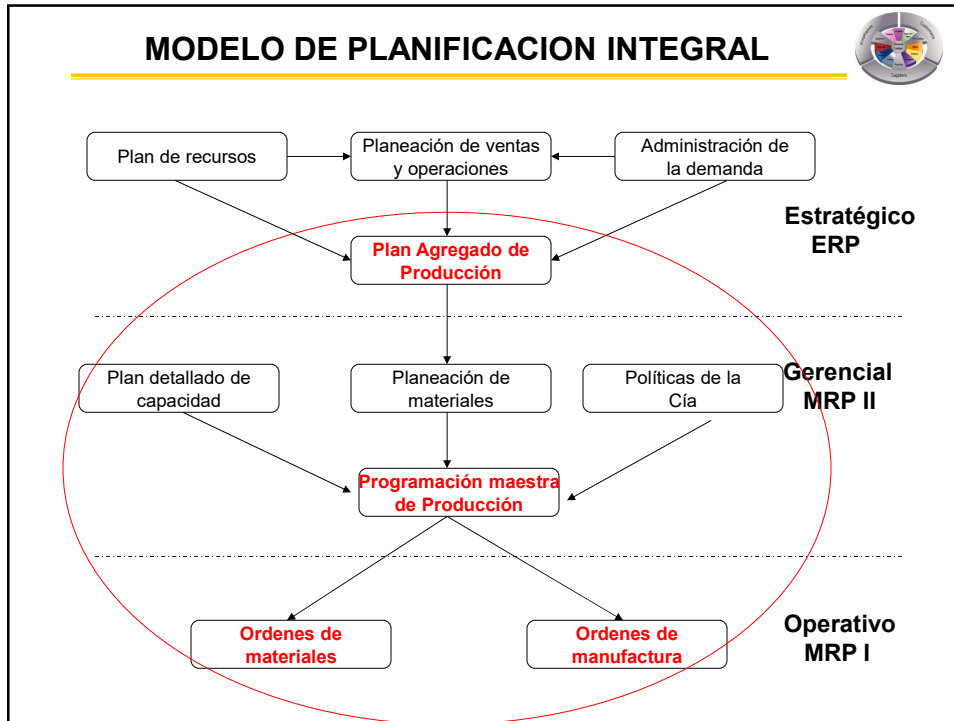 MODELO DE PLANIFICACION INTEGRAL
Suppliers
Plan de recursos
Planeación de ventas
y operaciones
Administración de
la demanda
Estratégico
ERP
Plan Agregado de
Producción
Plan detallado de
capacidad
Planeación de
materiales
Políticas de la
Cía
Gerencial
MRP II
Programación maestra
de Producción
Ordenes de
materiales
Ordenes de
manufactura
Operativo
MRP I